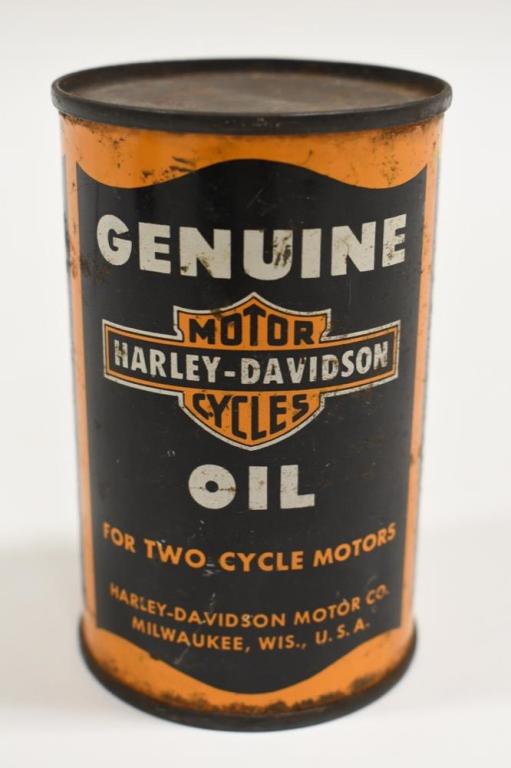 GENUINE
MOTOR
HARLEY-DAVIDSON
CYCLES
OIL
FOR TWO CYCLE MOTORS
HARLEY-DAVIDSON MOTOR CO.
MILWAUKEE, WIS., U.S.A.